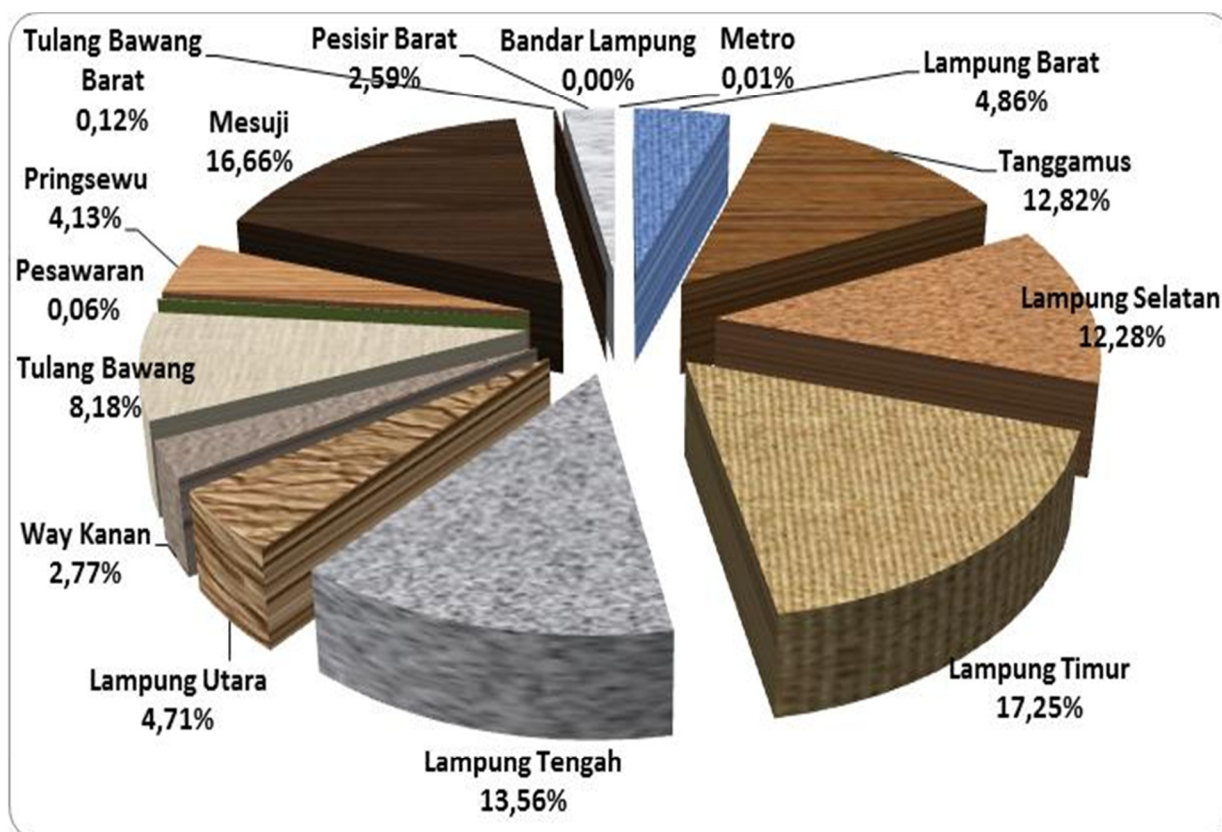 Tulang Bawang
Barat
0,12%
Pesisir Barat
2,59%
Bandar Lampung
0,00%
Metro
0,01%
Lampung Barat
4,86%
Tanggamus
12,82%
Lampung Selatan
12,28%
Lampung Timur
17,25%
Lampung Tengah
13,56%
Lampung Utara
4,71%
Way Kanan
2,77%
Tulang Bawang
8,18%
Pesawaran
0,06%
Pringsewu
4,13%
Mesuji
16,66%